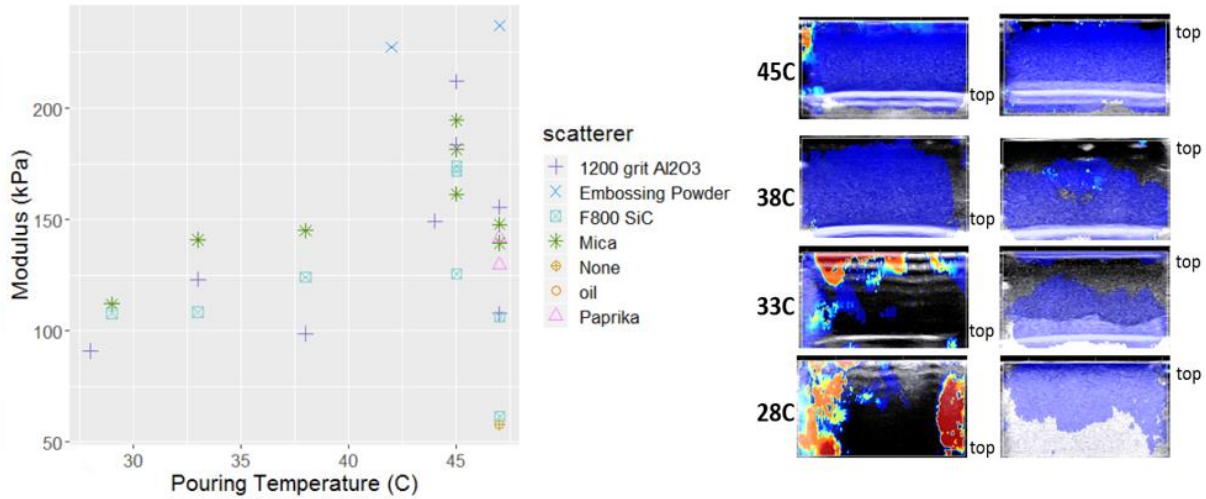 200
150
100
50
Modulus (kPa)
30
35
40
45
Pouring Temperature (C)
scatterer
1200 grit Al2O3
Embossing Powder
F800 SiC
Mica
None
oil
Paprika
45C
top
top
38C
top
top
33C
top
top
28C
top
top